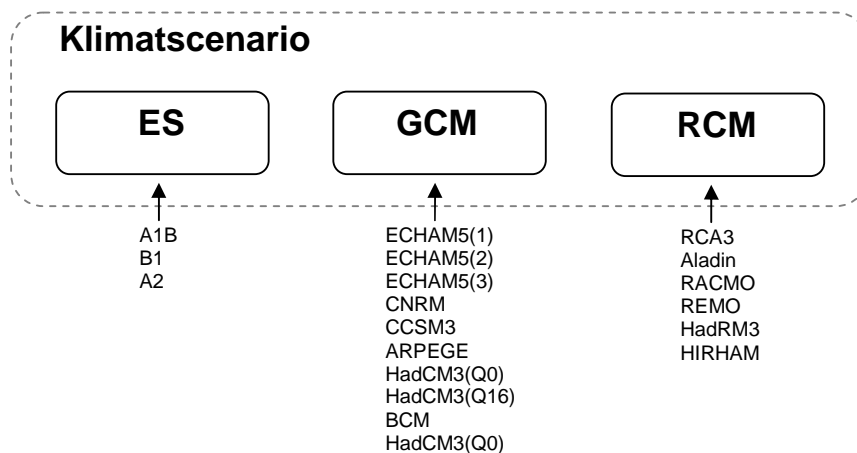 Klimatscenario
ES
GCM
RCM
A1B
B1
A2
ECHAM5(1)
ECHAM5(2)
ECHAM5(3)
CNRM
CCSM3
ARPEGE
HadCM3(Q0)
HadCM3(Q16)
BCM
HadCM3(Q0)
RCA3
Aladin
RACMO
REMO
HadRM3
HIRHAM